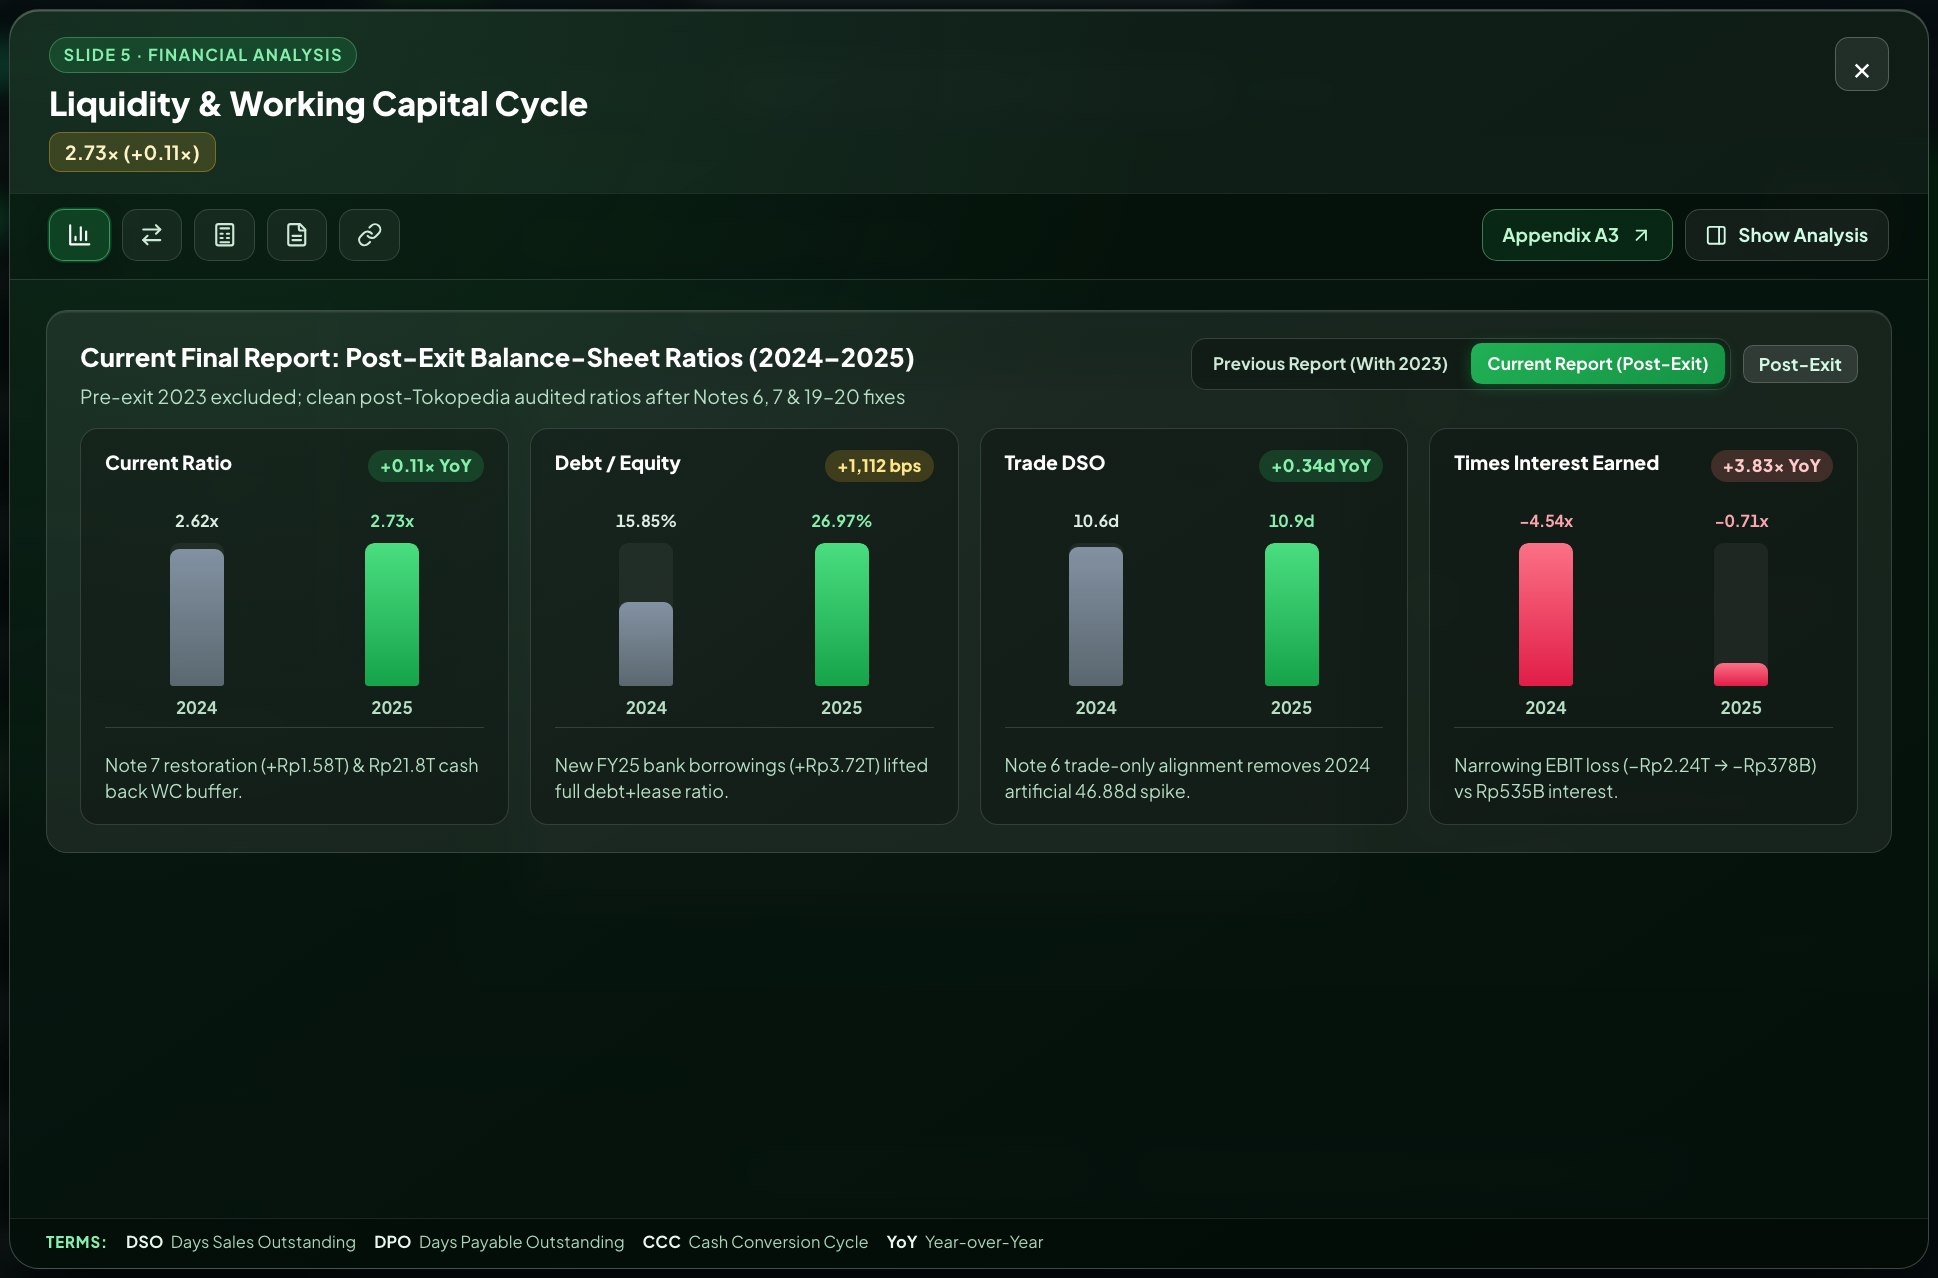 SLIDE 5 · FINANCIAL ANALYSIS
Liquidity & Working Capital Cycle
2.73× (+0.11×)
Appendix A3
Show Analysis
Current Final Report: Post-Exit Balance-Sheet Ratios (2024–2025)
Pre-exit 2023 excluded; clean post-Tokopedia audited ratios after Notes 6, 7 & 19–20 fixes
Previous Report (With 2023)
Current Report (Post-Exit)
Post-Exit
Current Ratio
+0.11× YoY
2.62x
2.73x
2024
2025
Note 7 restoration (+Rp1.58T) & Rp21.8T cash
back WC buffer.
Debt / Equity
+1,112 bps
15.85%
26.97%
2024
2025
New FY25 bank borrowings (+Rp3.72T) lifted
full debt+lease ratio.
Trade DSO
+0.34d YoY
10.6d
10.9d
2024
2025
Note 6 trade-only alignment removes 2024
artificial 46.88d spike.
Times Interest Earned
+3.83× YoY
−4.54x
−0.71x
2024
2025
Narrowing EBIT loss (−Rp2.24T → −Rp378B)
vs Rp535B interest.
TERMS: DSO Days Sales Outstanding DPO Days Payable Outstanding CCC Cash Conversion Cycle YoY Year-over-Year